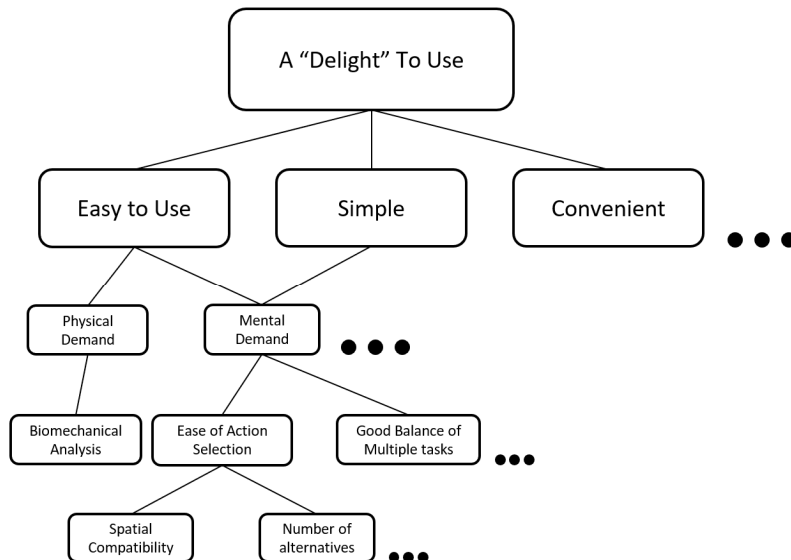 A “Delight” To Use
Easy to Use
Simple
Convenient
Physical
Demand
Mental
Demand
Biomechanical
Analysis
Ease of Action
Selection
Good Balance of
Multiple tasks
Spatial
Compatibility
Number of
alternatives